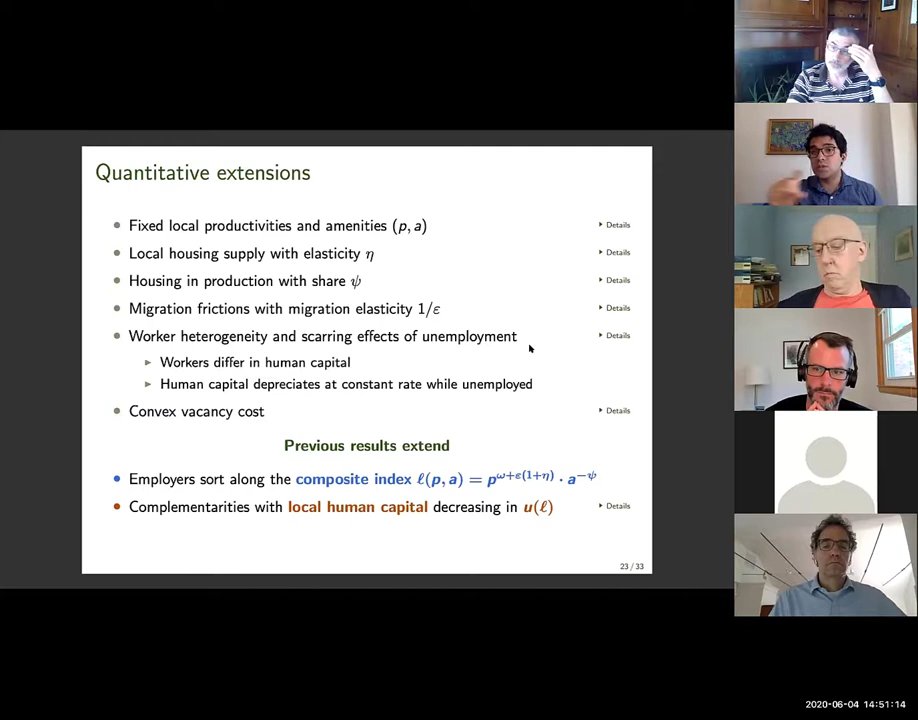 Quantitative extensions
• Fixed local productivities and amenities (p, a) ▸ Details
• Local housing supply with elasticity η ▸ Details
• Housing in production with share ψ ▸ Details
• Migration frictions with migration elasticity 1/ε ▸ Details
• Worker heterogeneity and scarring effects of unemployment ▸ Details
▸ Workers differ in human capital
▸ Human capital depreciates at constant rate while unemployed
• Convex vacancy cost ▸ Details
Previous results extend
• Employers sort along the composite index ℓ(p, a) = p^{ω+ε(1+η)} · a^{−ψ}
• Complementarities with local human capital decreasing in u(ℓ) ▸ Details
23 / 33
2020-06-04 14:51:14